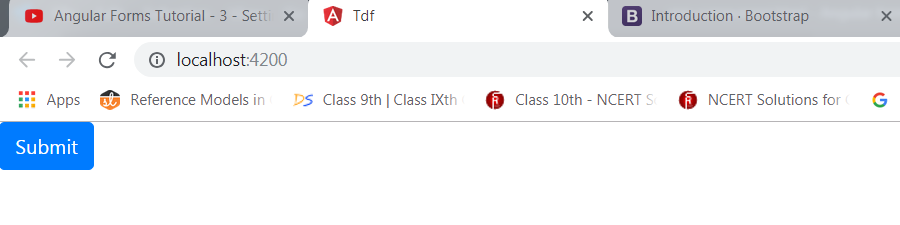 Angular Forms Tutorial - 3 - Setti
Tdf
Introduction · Bootstrap
localhost:4200
Apps
Reference Models in
Class 9th | Class IXth
Class 10th - NCERT S
NCERT Solutions for
Submit